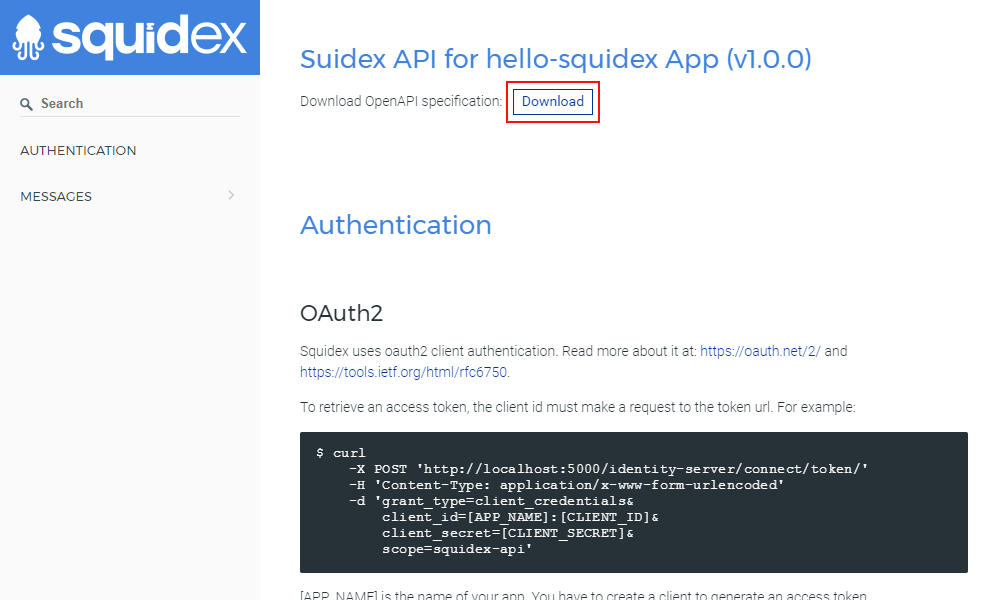 squidex
Search
AUTHENTICATION
MESSAGES
Suidex API for hello-squidex App (v1.0.0)
Download OpenAPI specification: Download
Authentication
OAuth2
Squidex uses oauth2 client authentication. Read more about it at: https://oauth.net/2/ and
https://tools.ietf.org/html/rfc6750.
To retrieve an access token, the client id must make a request to the token url. For example:
$ curl
-X POST 'http://localhost:5000/identity-server/connect/token/'
-H 'Content-Type: application/x-www-form-urlencoded'
-d 'grant_type=client_credentials&
client_id=[APP_NAME]:[CLIENT_ID]&
client_secret=[CLIENT_SECRET]&
scope=squidex-api'
[APP_NAME] is the name of your app. You have to create a client to generate an access token.